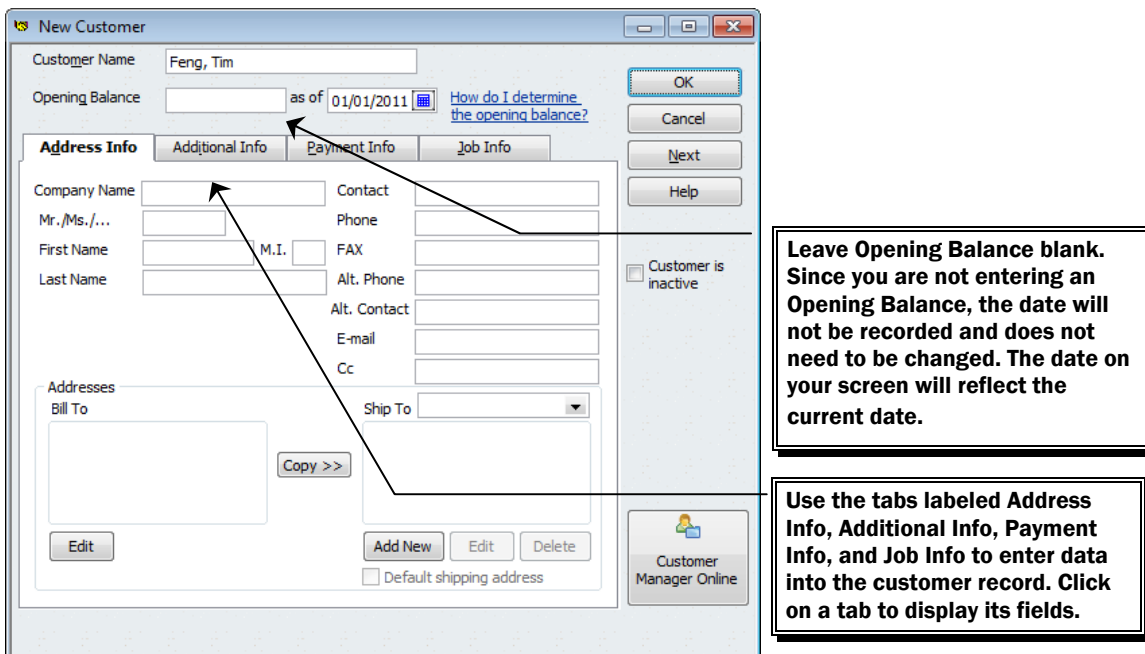 New Customer
Customer Name Feng, Tim
Opening Balance as of 01/01/2011 How do I determine
the opening balance?
OK
Cancel
Next
Help
Address Info Additional Info Payment Info Job Info
Company Name Contact
Mr./Ms./... Phone
First Name M.I. FAX
Last Name Alt. Phone
Alt. Contact
E-mail
Cc
Customer is
inactive
Addresses
Bill To Ship To
Copy >>
Edit Add New Edit Delete
Default shipping address
Customer
Manager Online
Leave Opening Balance blank.
Since you are not entering an
Opening Balance, the date will
not be recorded and does not
need to be changed. The date on
your screen will reflect the
current date.
Use the tabs labeled Address
Info, Additional Info, Payment
Info, and Job Info to enter data
into the customer record. Click
on a tab to display its fields.